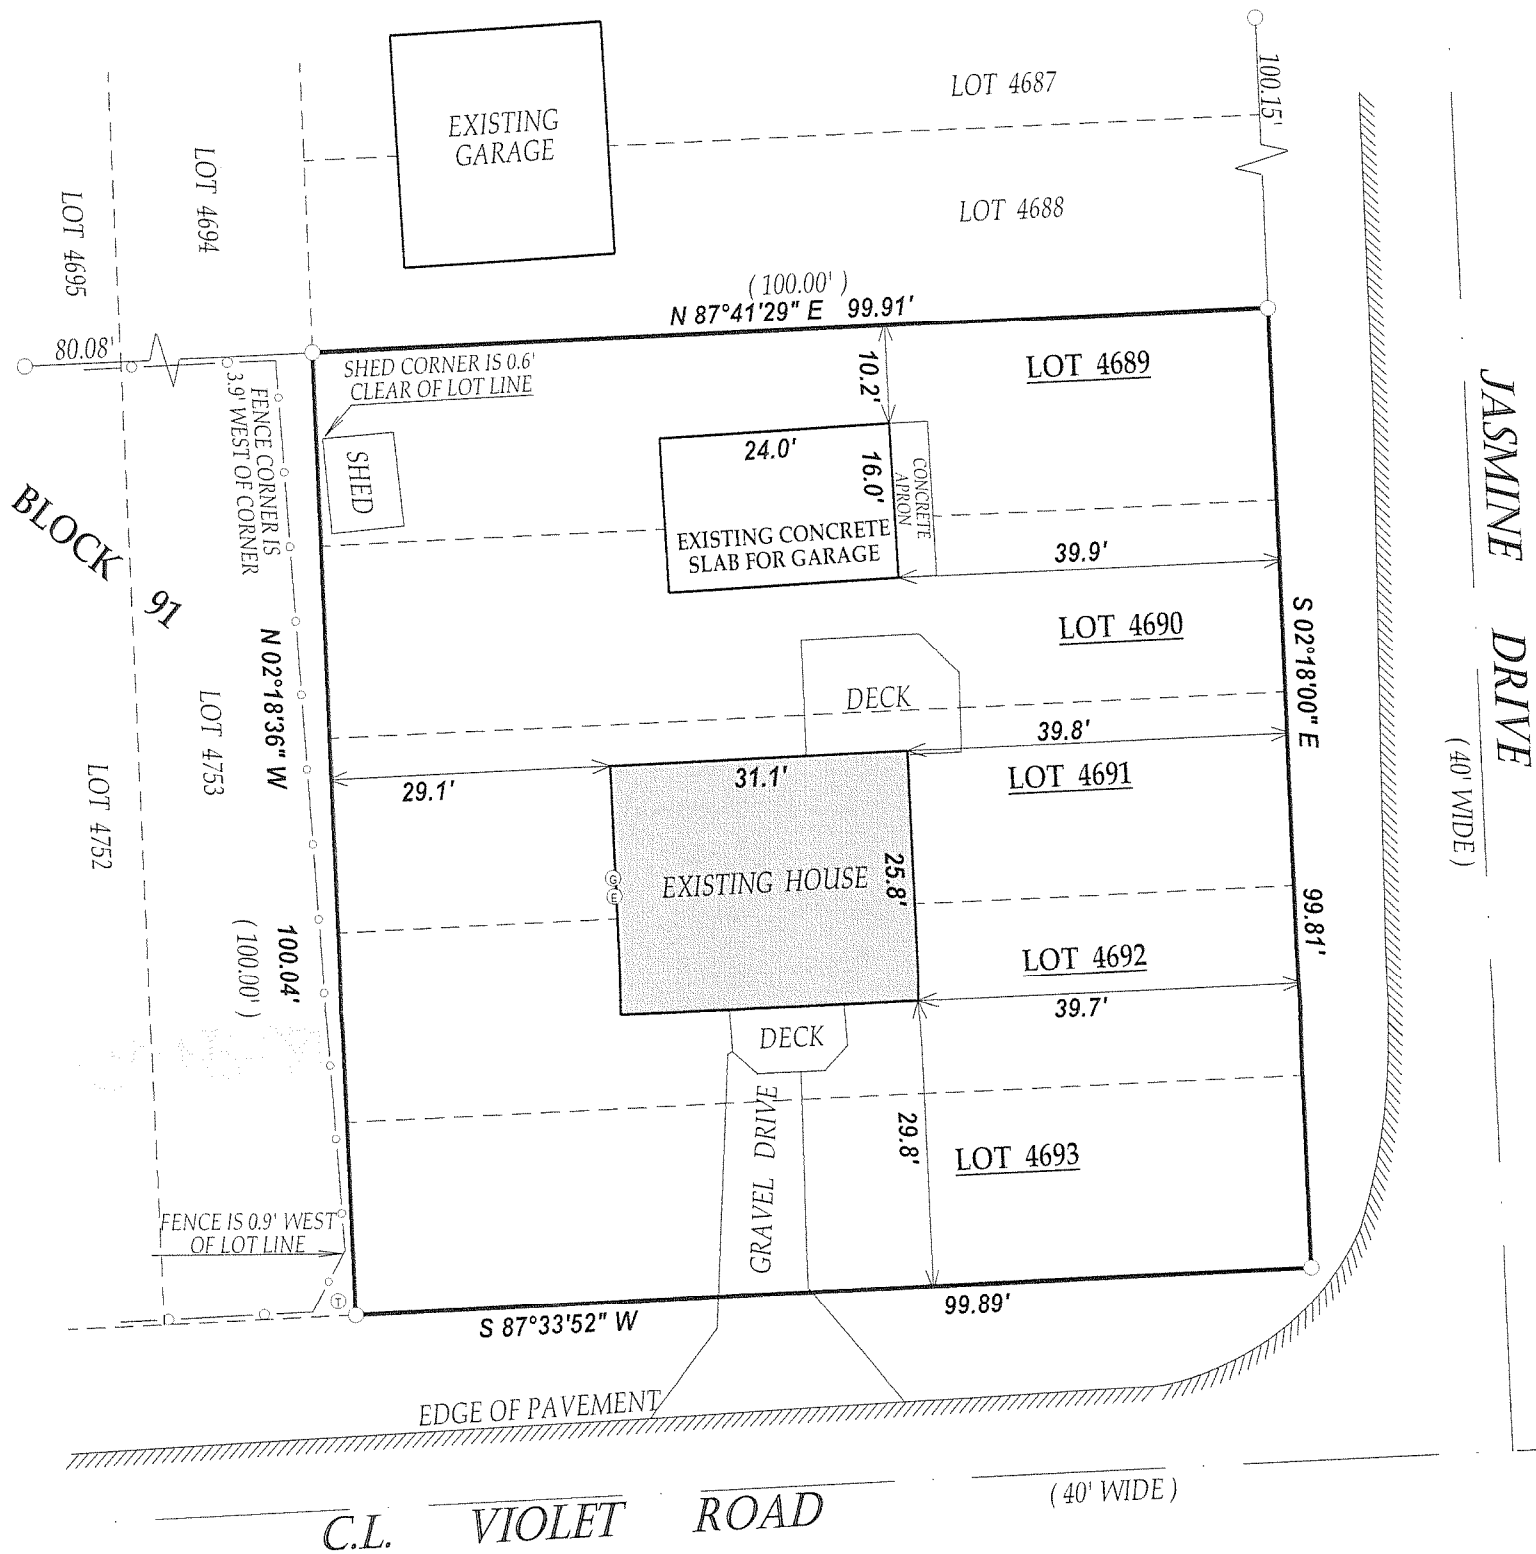 LOT 4687
100.15'
EXISTING
GARAGE
LOT 4694
LOT 4695
LOT 4688
( 100.00' )
N 87°41'29" E 99.91'
80.08'
SHED CORNER IS 0.6'
CLEAR OF LOT LINE
10.2'
LOT 4689
FENCE CORNER IS
3.9' WEST OF CORNER
SHED
24.0'
16.0'
CONCRETE
APRON
EXISTING CONCRETE
SLAB FOR GARAGE
39.9'
JASMINE DRIVE
(40' WIDE)
BLOCK 91
LOT 4690
S 02°18'00" E
99.81'
N 02°18'36" W
100.04'
( 100.00' )
LOT 4753
LOT 4752
DECK
39.8'
29.1'
31.1'
LOT 4691
25.8'
EXISTING HOUSE
G
E
LOT 4692
39.7'
DECK
GRAVEL DRIVE
29.8'
LOT 4693
FENCE IS 0.9' WEST
OF LOT LINE
T
S 87°33'52" W
99.89'
EDGE OF PAVEMENT
(40' WIDE)
C.L. VIOLET ROAD